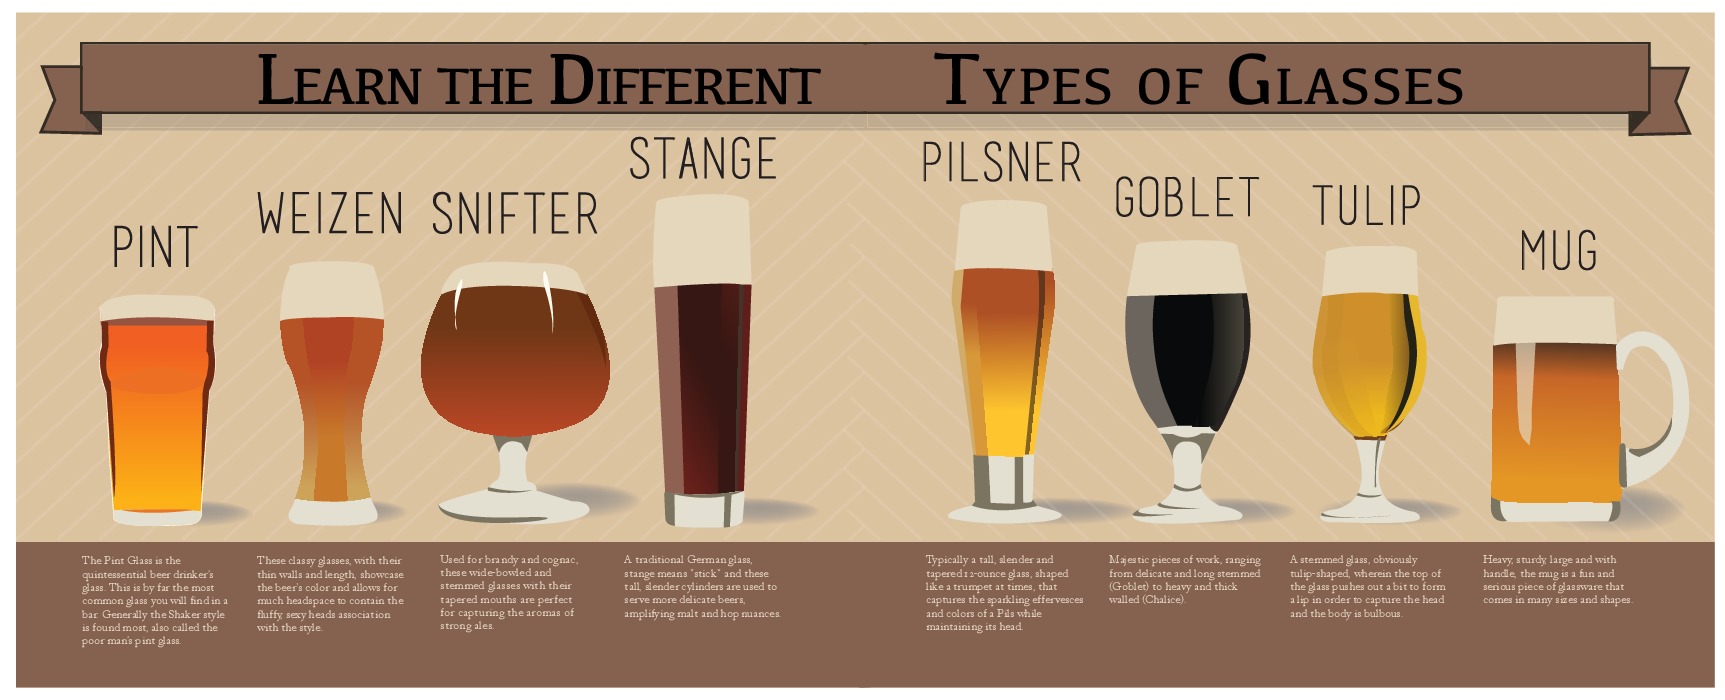 LEARN THE DIFFERENT TYPES OF GLASSES
PINT
The Pint Glass is the
quintessential beer drinker's
glass. This is by far the most
common glass you will find in a
bar. Generally the Shaker style
is found most, also called the
poor man's pint glass.
WEIZEN
These classy glasses, with their
thin walls and length, showcase
the beer's color and allows for
much headspace to contain the
fluffy, sexy heads association
with the style.
SNIFTER
Used for brandy and cognac,
these wide-bowled and
stemmed glasses with their
tapered mouths are perfect
for capturing the aromas of
strong ales.
STANGE
A traditional German glass,
stange means "stick" and these
tall, slender cylinders are used to
serve more delicate beers,
amplifying malt and hop nuances.
PILSNER
Typically a tall, slender and
tapered 12-ounce glass, shaped
like a trumpet at times, that
captures the sparkling effervesces
and colors of a Pils while
maintaining its head.
GOBLET
Majestic pieces of work, ranging
from delicate and long stemmed
(Goblet) to heavy and thick
walled (Chalice).
TULIP
A stemmed glass, obviously
tulip-shaped, wherein the top of
the glass pushes out a bit to form
a lip in order to capture the head
and the body is bulbous.
MUG
Heavy, sturdy, large and with
handle, the mug is a fun and
serious piece of glassware that
comes in many sizes and shapes.